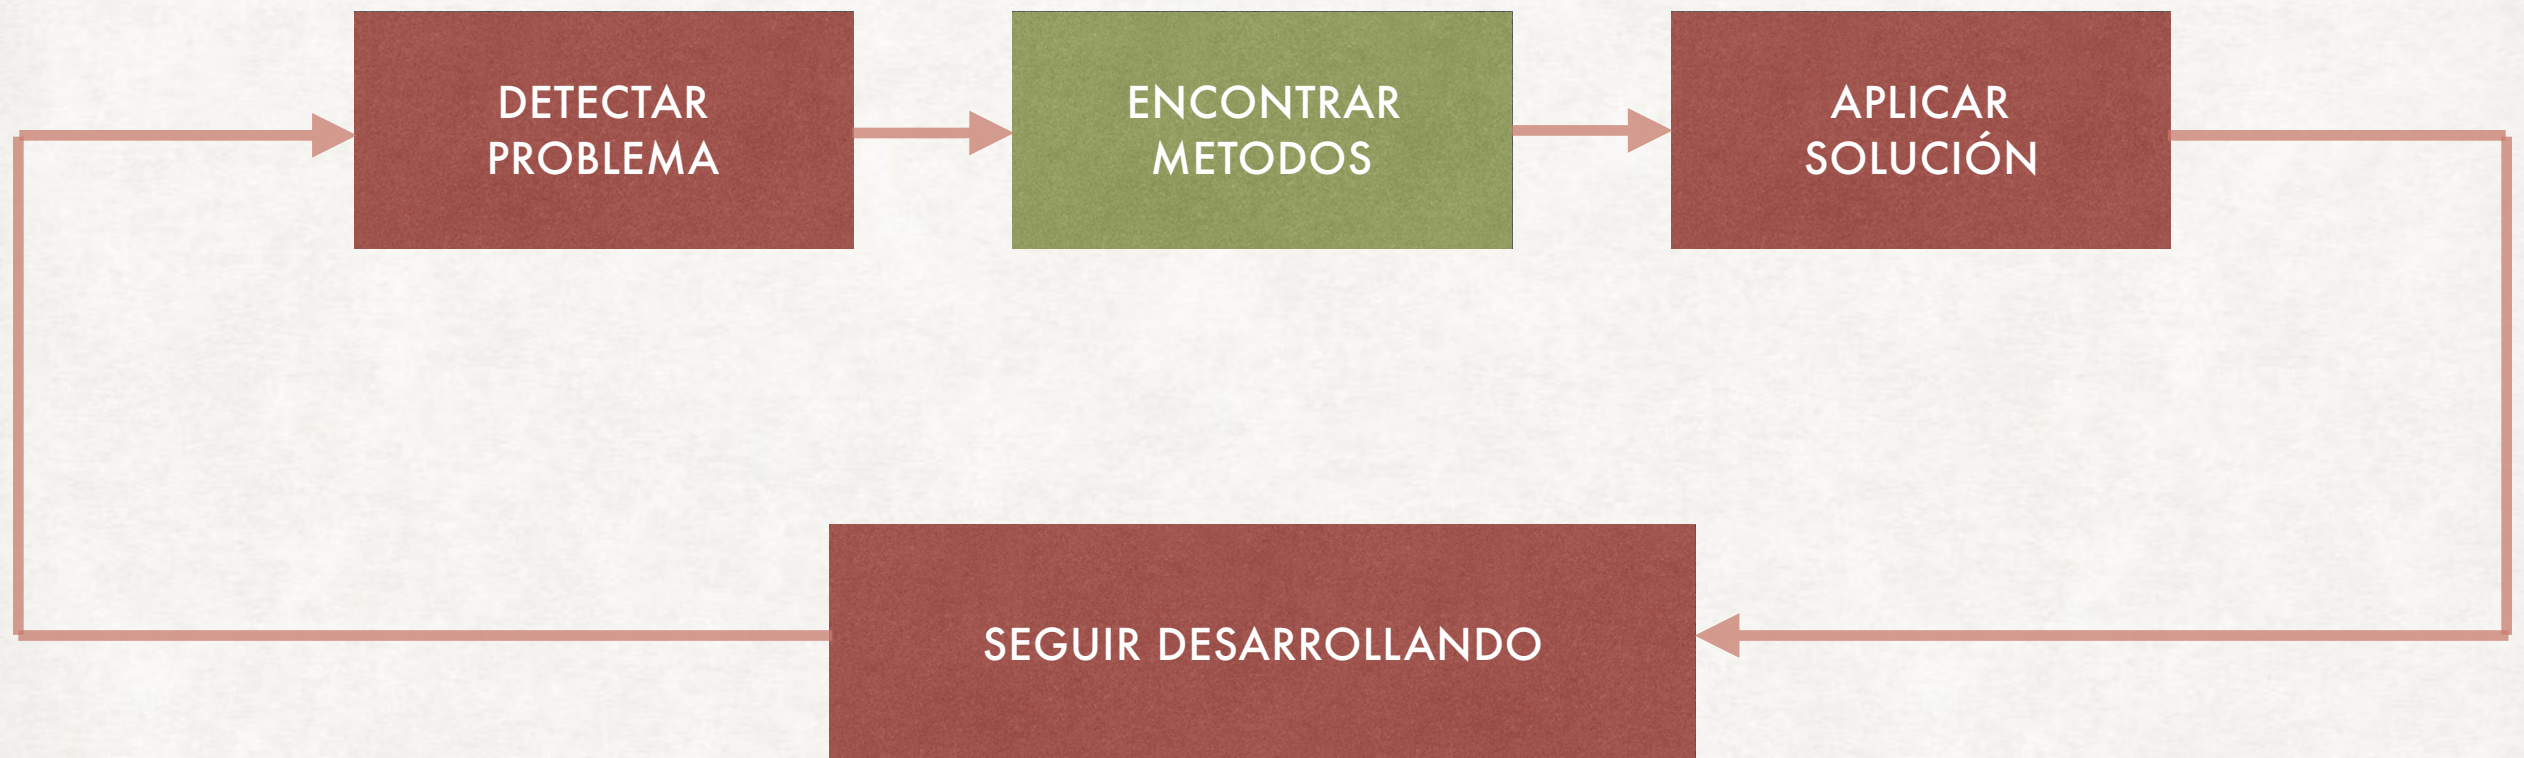 DETECTAR
PROBLEMA
ENCONTRAR
METODOS
APLICAR
SOLUCIÓN
SEGUIR DESARROLLANDO